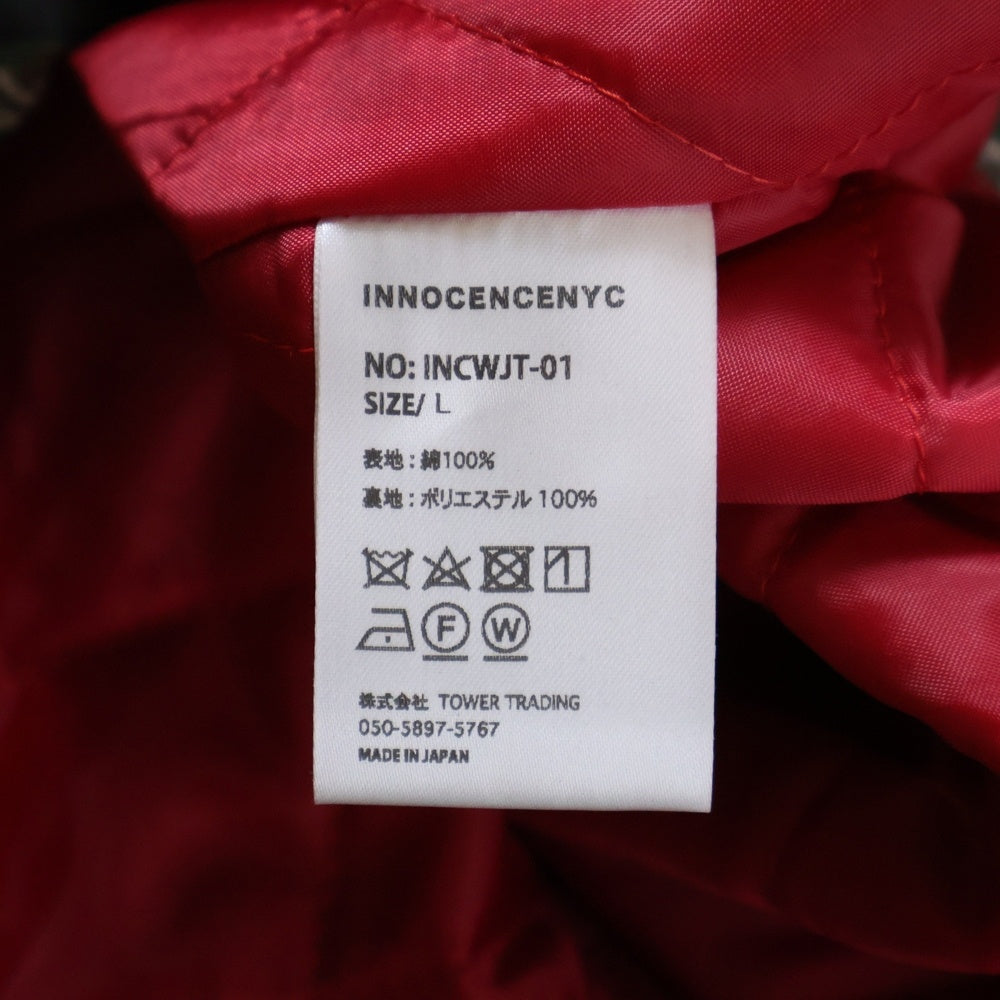 INNOCENCENYC
NO: INCWJT-01
SIZE/ L
表地 : 綿100%
裏地 : ポリエステル 100%
F W
株式会社 TOWER TRADING
050-5897-5767
MADE IN JAPAN